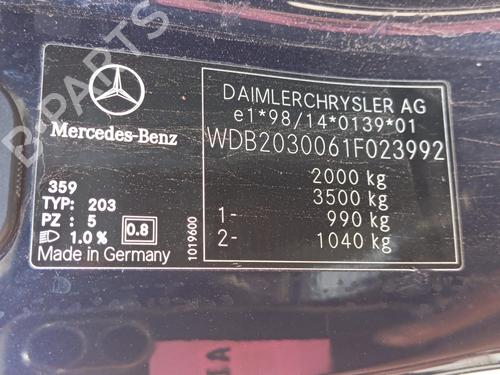 B-PARTS
Mercedes-Benz
DAIMLERCHRYSLER AG
e1*98/14*0139*01
WDB2030061F023992
2000 kg
3500 kg
1- 990 kg
2- 1040 kg
359
TYP: 203
PZ : 5
1.0 % 0.8
Made in Germany
1019600